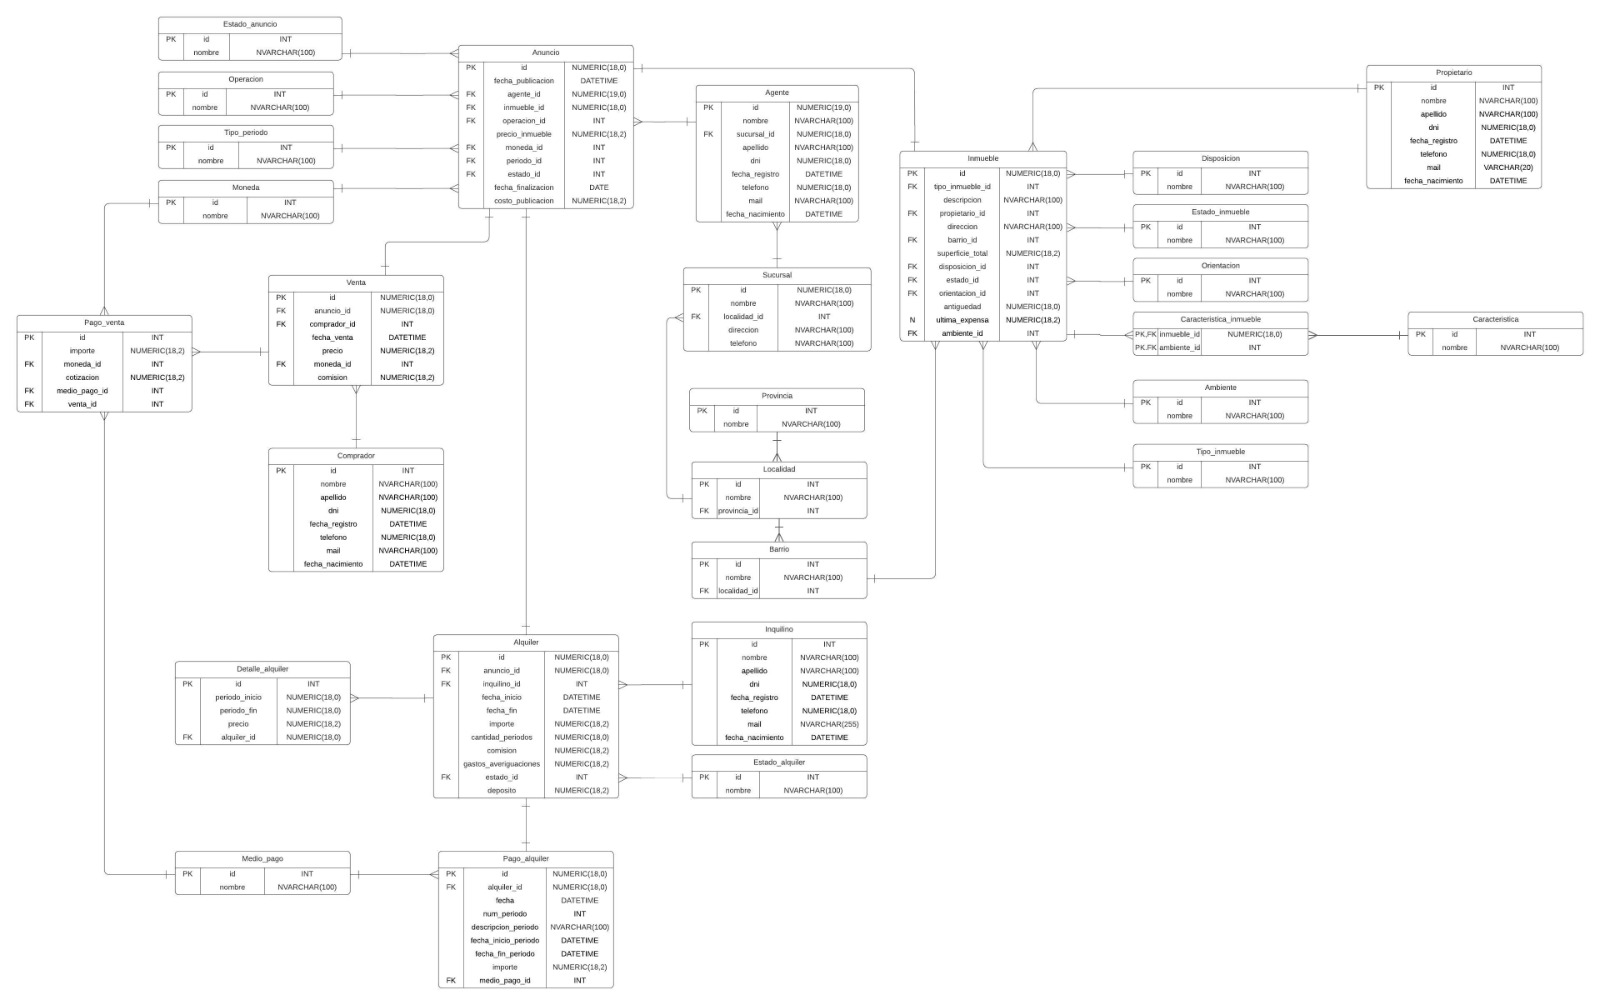 Estado_anuncio
PK id INT
nombre NVARCHAR(100)
Operacion
PK id INT
nombre NVARCHAR(100)
Tipo_periodo
PK id INT
nombre NVARCHAR(100)
Moneda
PK id INT
nombre NVARCHAR(100)
Anuncio
PK id NUMERIC(18,0)
fecha_publicacion DATETIME
FK agente_id NUMERIC(19,0)
FK inmueble_id NUMERIC(18,0)
FK operacion_id INT
precio_inmueble NUMERIC(18,2)
FK moneda_id INT
FK periodo_id INT
FK estado_id INT
fecha_finalizacion DATE
costo_publicacion NUMERIC(18,2)
Agente
PK id NUMERIC(19,0)
nombre NVARCHAR(100)
FK sucursal_id NUMERIC(18,0)
apellido NVARCHAR(100)
dni NUMERIC(18,0)
fecha_registro DATETIME
telefono NUMERIC(18,0)
mail NVARCHAR(100)
fecha_nacimiento DATETIME
Propietario
PK id INT
nombre NVARCHAR(100)
apellido NVARCHAR(100)
dni NUMERIC(18,0)
fecha_registro DATETIME
telefono NUMERIC(18,0)
mail VARCHAR(20)
fecha_nacimiento DATETIME
Inmueble
PK id NUMERIC(18,0)
FK tipo_inmueble_id INT
descripcion NVARCHAR(100)
FK propietario_id INT
direccion NVARCHAR(100)
FK barrio_id INT
superficie_total NUMERIC(18,2)
FK disposicion_id INT
FK estado_id INT
FK orientacion_id INT
antiguedad NUMERIC(18,0)
N ultima_expensa NUMERIC(18,2)
FK ambiente_id INT
Disposicion
PK id INT
nombre NVARCHAR(100)
Estado_inmueble
PK id INT
nombre NVARCHAR(100)
Orientacion
PK id INT
nombre NVARCHAR(100)
Caracteristica_inmueble
PK,FK inmueble_id NUMERIC(18,0)
PK,FK ambiente_id INT
Caracteristica
PK id INT
nombre NVARCHAR(100)
Ambiente
PK id INT
nombre NVARCHAR(100)
Tipo_inmueble
PK id INT
nombre NVARCHAR(100)
Venta
PK id NUMERIC(18,0)
FK anuncio_id NUMERIC(18,0)
FK comprador_id INT
fecha_venta DATETIME
precio NUMERIC(18,2)
FK moneda_id INT
comision NUMERIC(18,2)
Pago_venta
PK id INT
importe NUMERIC(18,2)
FK moneda_id INT
cotizacion NUMERIC(18,2)
FK medio_pago_id INT
FK venta_id INT
Sucursal
PK id NUMERIC(18,0)
nombre NVARCHAR(100)
FK localidad_id INT
direccion NVARCHAR(100)
telefono NVARCHAR(100)
Provincia
PK id INT
nombre NVARCHAR(100)
Localidad
PK id INT
nombre NVARCHAR(100)
FK provincia_id INT
Barrio
PK id INT
nombre NVARCHAR(100)
FK localidad_id INT
Comprador
PK id INT
nombre NVARCHAR(100)
apellido NVARCHAR(100)
dni NUMERIC(18,0)
fecha_registro DATETIME
telefono NUMERIC(18,0)
mail NVARCHAR(100)
fecha_nacimiento DATETIME
Inquilino
PK id INT
nombre NVARCHAR(100)
apellido NVARCHAR(100)
dni NUMERIC(18,0)
fecha_registro DATETIME
telefono NUMERIC(18,0)
mail NVARCHAR(255)
fecha_nacimiento DATETIME
Alquiler
PK id NUMERIC(18,0)
FK anuncio_id NUMERIC(18,0)
FK inquilino_id INT
fecha_inicio DATETIME
fecha_fin DATETIME
importe NUMERIC(18,2)
cantidad_periodos NUMERIC(18,0)
comision NUMERIC(18,2)
gastos_averiguaciones NUMERIC(18,2)
FK estado_id INT
deposito NUMERIC(18,2)
Detalle_alquiler
PK id INT
periodo_inicio NUMERIC(18,0)
periodo_fin NUMERIC(18,0)
precio NUMERIC(18,2)
FK alquiler_id NUMERIC(18,0)
Estado_alquiler
PK id INT
nombre NVARCHAR(100)
Medio_pago
PK id INT
nombre NVARCHAR(100)
Pago_alquiler
PK id NUMERIC(18,0)
FK alquiler_id NUMERIC(18,0)
fecha DATETIME
num_periodo INT
descripcion_periodo NVARCHAR(100)
fecha_inicio_periodo DATETIME
fecha_fin_periodo DATETIME
importe NUMERIC(18,2)
FK medio_pago_id INT